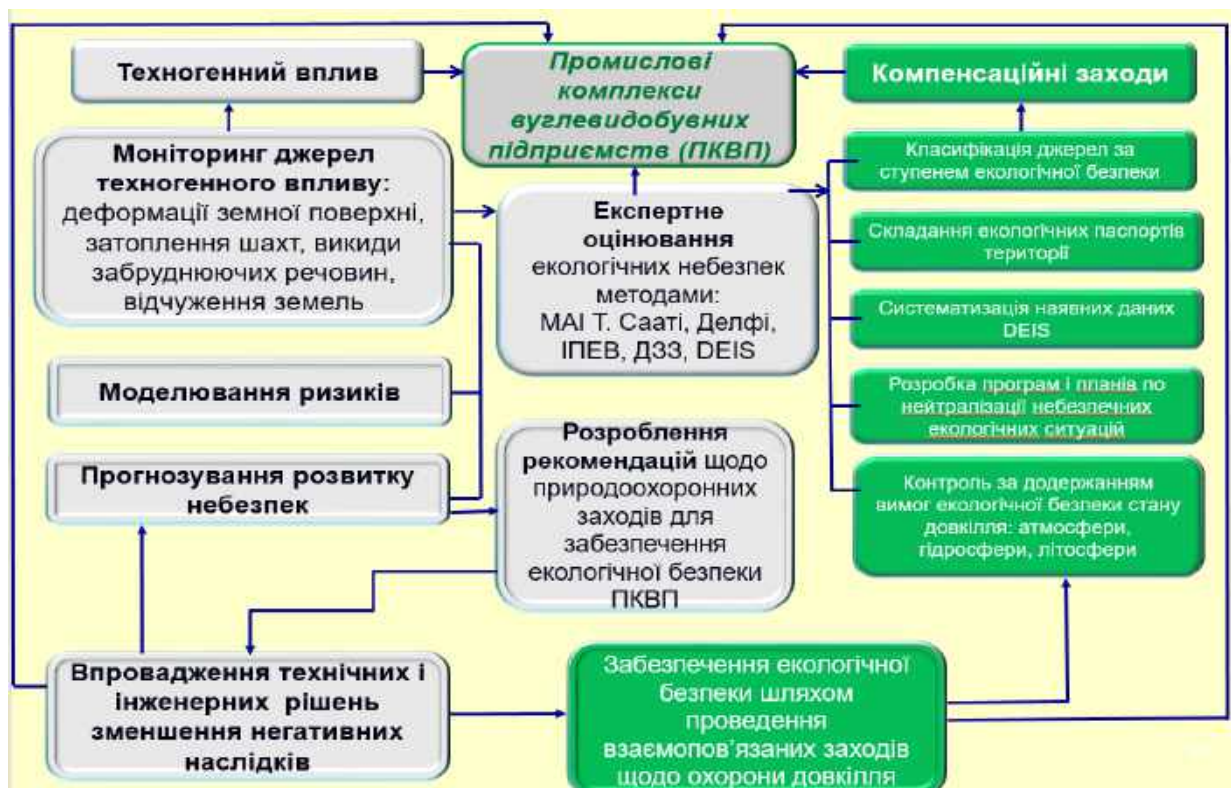 Техногенний вплив
Промислові
комплекси
вуглевидобувних
підприємств (ПКВП)
Компенсаційні заходи
Моніторинг джерел
техногенного впливу:
деформації земної поверхні,
затоплення шахт, викиди
забруднюючих речовин,
відчуження земель
Експертне
оцінювання
екологічних небезпек
методами:
МАІ Т. Сааті, Делфі,
ІПЕВ, ДЗЗ, DEIS
Класифікація джерел за
ступенем екологічної безпеки
Складання екологічних паспортів
території
Систематизація наявних даних
DEIS
Розробка програм і планів по
нейтралізації небезпечних
екологічних ситуацій
Контроль за додержанням
вимог екологічної безпеки стану
довкілля: атмосфери,
гідросфери, літосфери
Моделювання ризиків
Прогнозування розвитку
небезпек
Розроблення
рекомендацій щодо
природоохоронних
заходів для
забезпечення
екологічної безпеки
ПКВП
Впровадження технічних і
інженерних рішень
зменшення негативних
наслідків
Забезпечення екологічної
безпеки шляхом
проведення
взаємопов’язаних заходів
щодо охорони довкілля